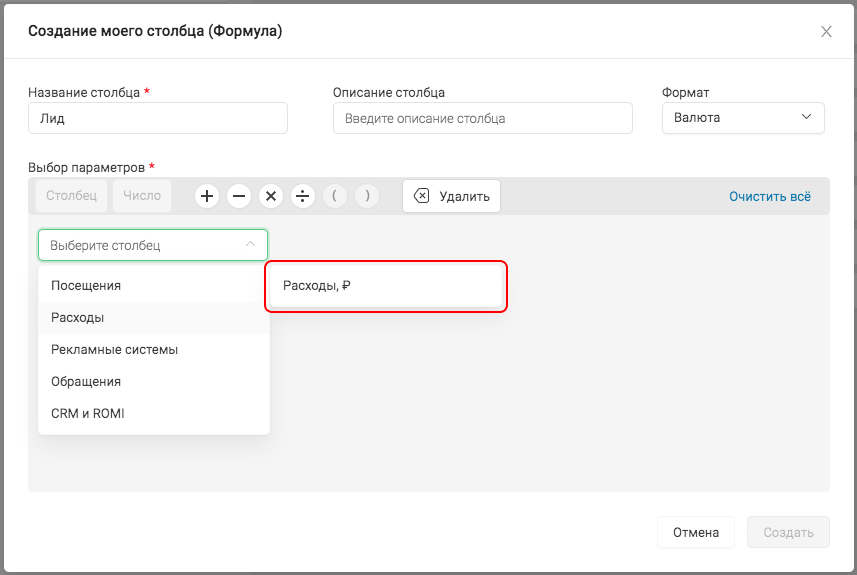 Создание моего столбца (Формула)
Название столбца *
Описание столбца
Формат
Лид
Введите описание столбца
Валюта
Выбор параметров *
Столбец
Число
( )
Удалить
Очистить всё
Выберите столбец
Посещения
Расходы, ₽
Расходы
Рекламные системы
Обращения
CRM и ROMI
Отмена
Создать